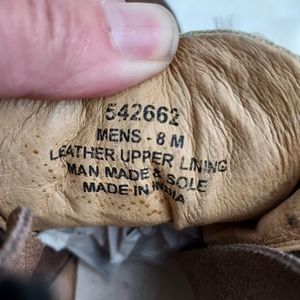 542662
MENS - 8 M
LEATHER UPPER LINING
MAN MADE & SOLE
MADE IN INDIA